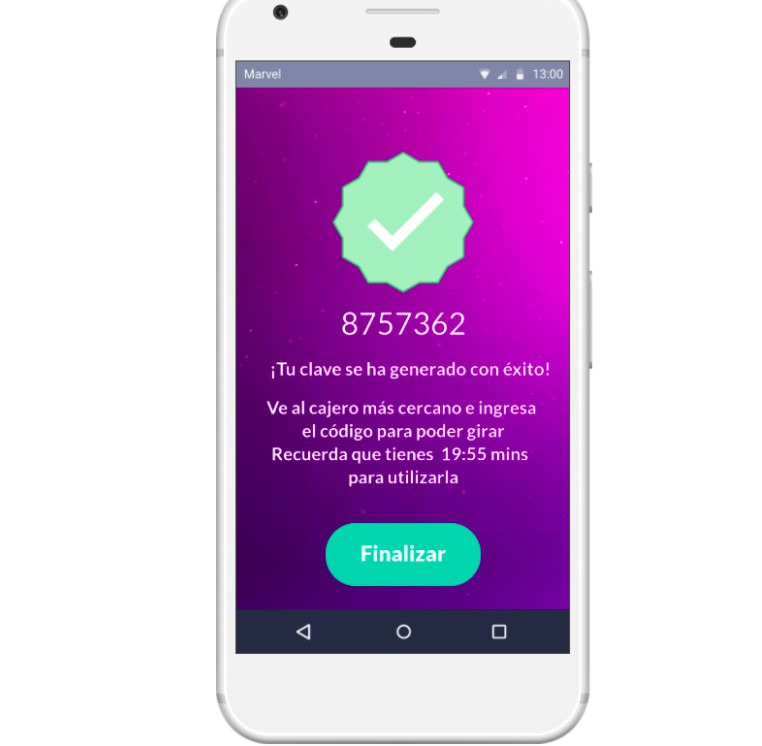 Marvel 13:00
8757362
¡Tu clave se ha generado con éxito!
Ve al cajero más cercano e ingresa
el código para poder girar
Recuerda que tienes 19:55 mins
para utilizarla
Finalizar